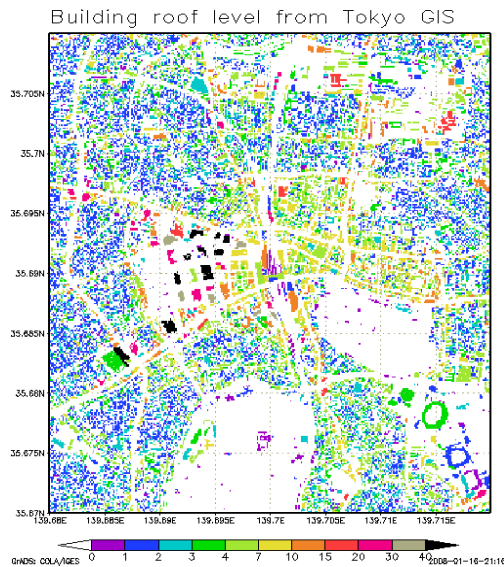 Building roof level from Tokyo GIS
35.705N
35.7N
35.695N
35.69N
35.685N
35.68N
35.675N
35.67N
139.68E 139.685E 139.69E 139.695E 139.7E 139.705E 139.71E 139.715E
0 1 2 3 4 7 10 15 20 30 40
GrADS: COLA/IGES
2008-01-16-21:16